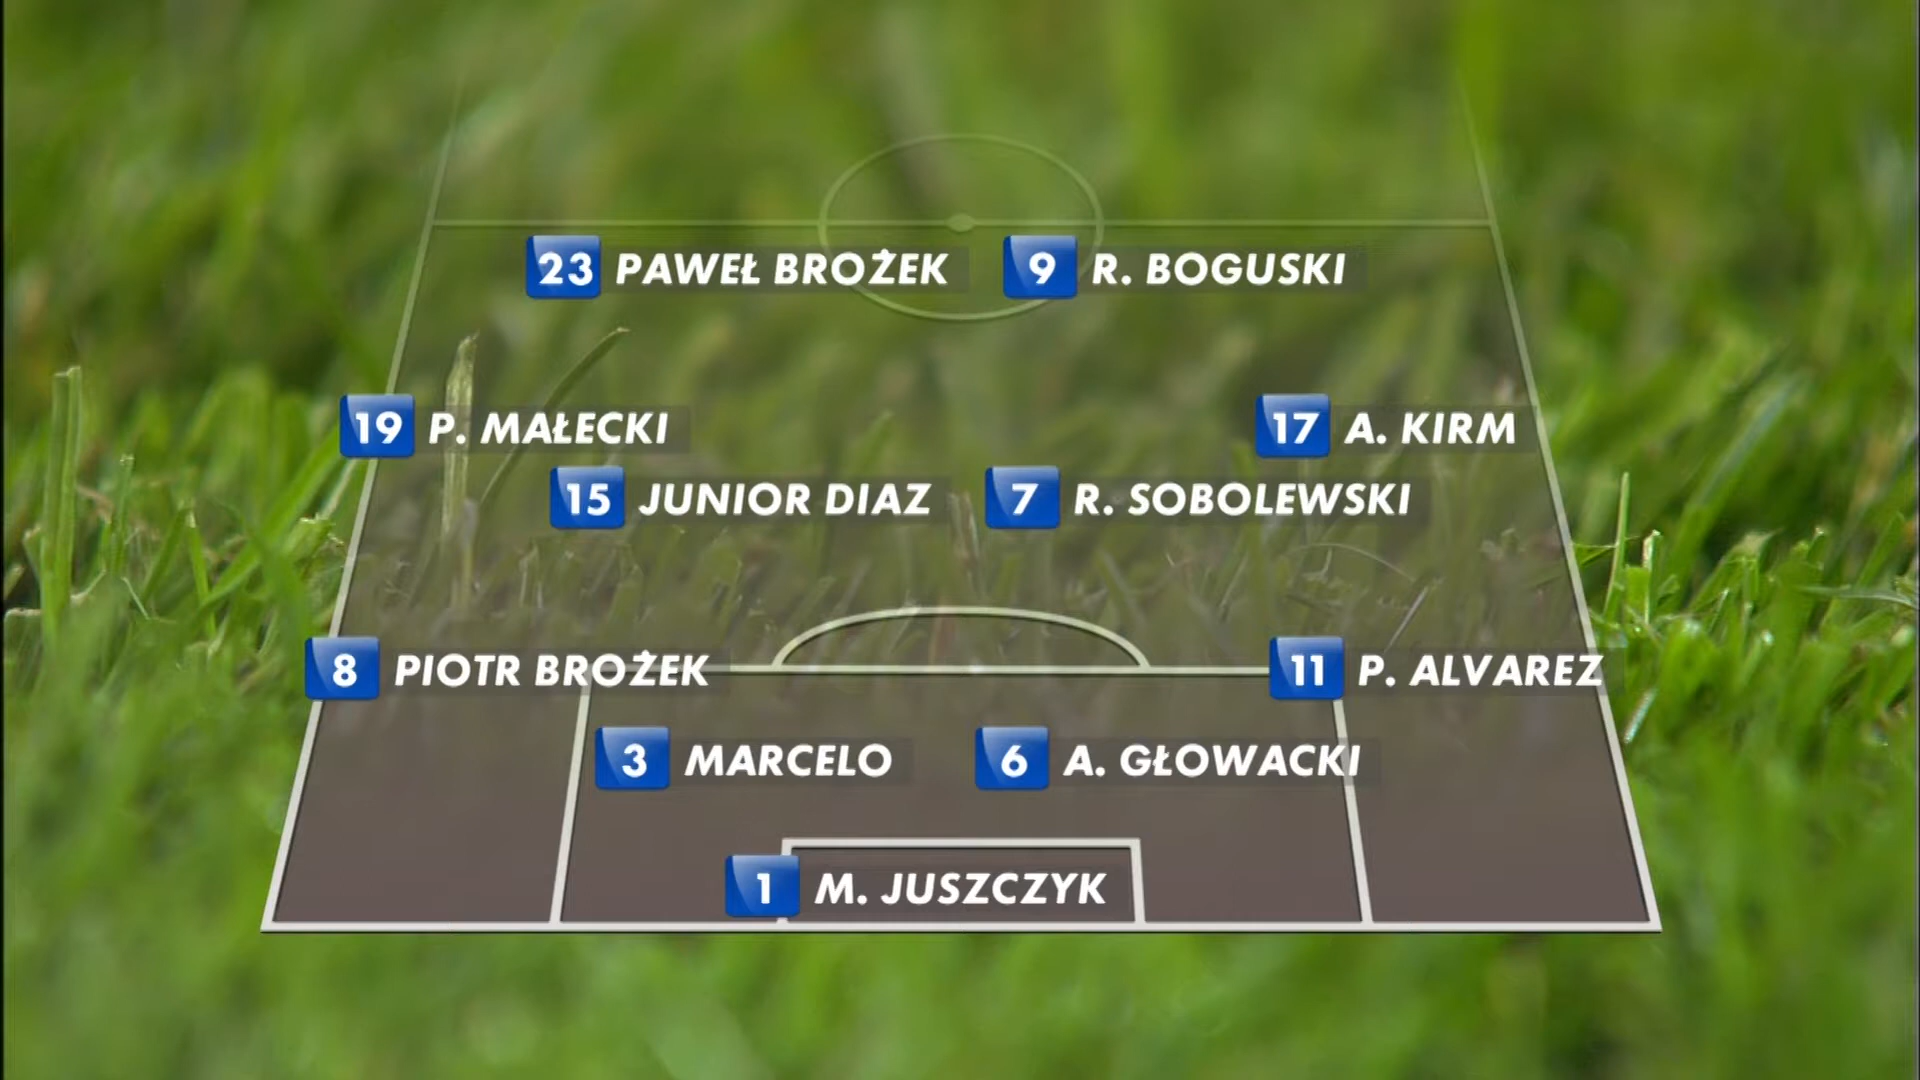 23 PAWEŁ BROŻEK 9 R. BOGUSKI
19 P. MAŁECKI 17 A. KIRM
15 JUNIOR DIAZ 7 R. SOBOLEWSKI
8 PIOTR BROŻEK 11 P. ALVAREZ
3 MARCELO 6 A. GŁOWACKI
1 M. JUSZCZYK